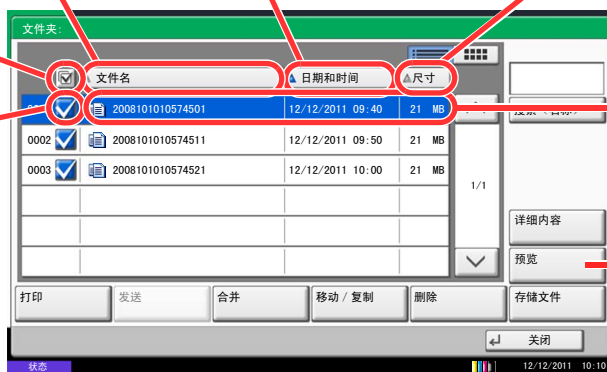 文件夹:
文件名 日期和时间 尺寸
2008101010574501 12/12/2011 09:40 21 MB
0002 2008101010574511 12/12/2011 09:50 21 MB
0003 2008101010574521 12/12/2011 10:00 21 MB
1/1
详细内容
预览
打印 发送 合并 移动 / 复制 删除 存储文件
关闭
状态 12/12/2011 10:10